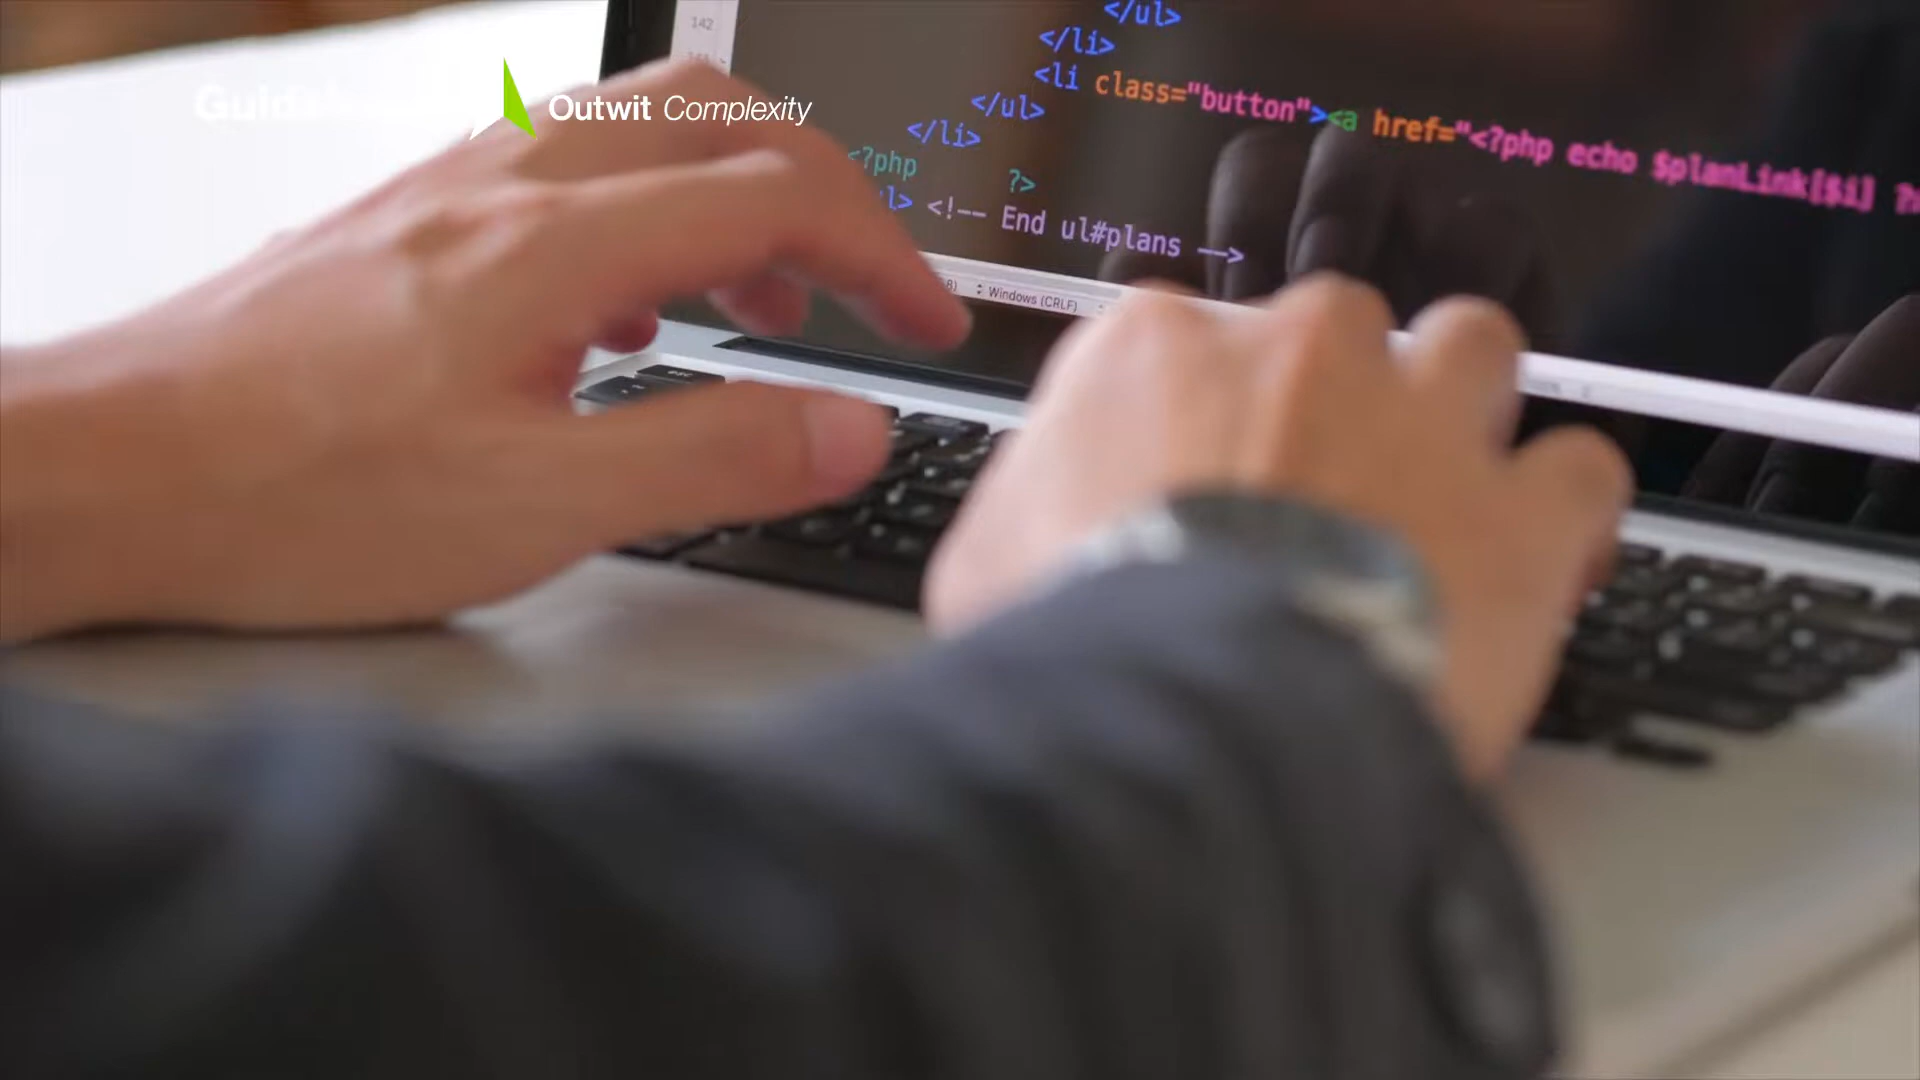 142
</ul>
</li>
<li class="button"><a href="<?php echo $planLink[$i] ?>
</ul>
</li>
<?php ?>
l> <!-- End ul#plans -->
Windows (CRLF)
esc
Outwit Complexity